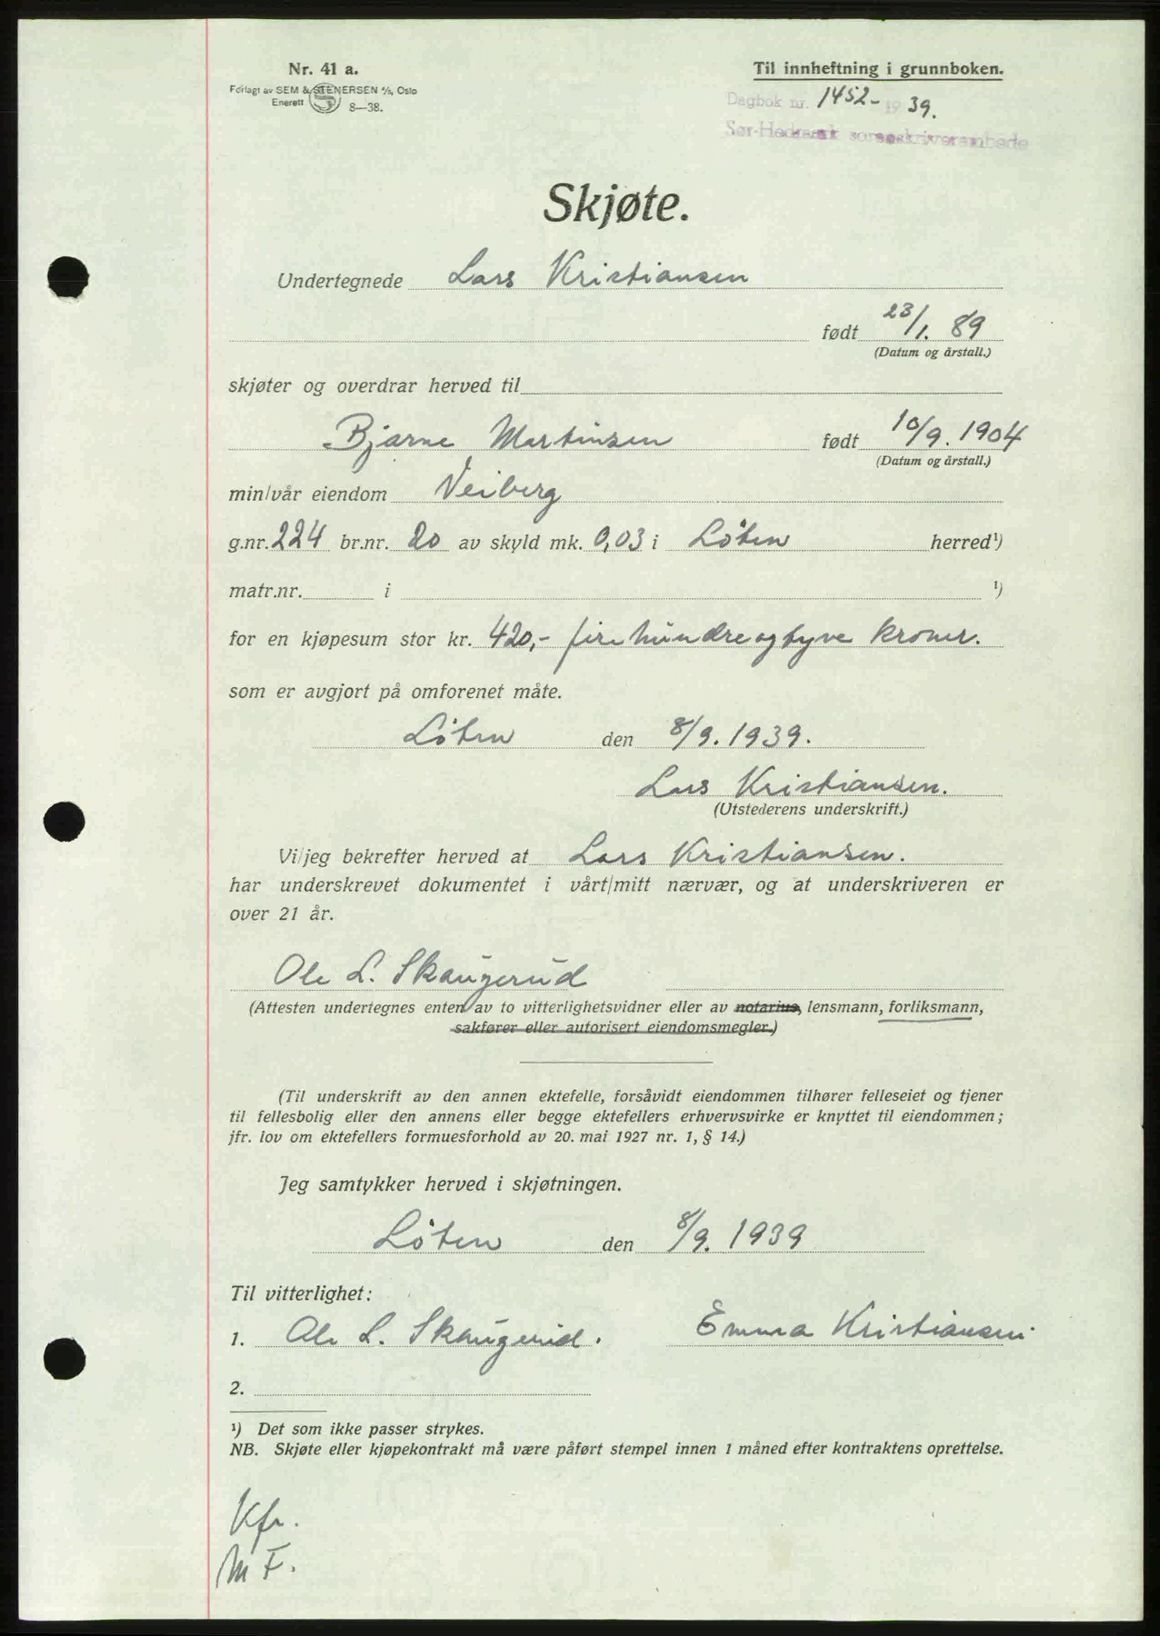 Nr. 41 a.
Forlagt av SEM & STENERSEN A/S, Oslo
Enerett 8—38.
Til innheftning i grunnboken.
Dagbok nr. 1452 - 1939.
Sør-Hedmark sorenskriverembede
Skjøte.
Undertegnede Lars Kristiansen
født 23/1. 89
(Datum og årstall.)
skjøter og overdrar herved til
Bjarne Martinsen født 10/9. 1904
(Datum og årstall.)
min/vår eiendom Veiberg
g.nr. 224 br.nr. 20 av skyld mk. 0,03 i Løten herred¹)
matr.nr. i ¹)
for en kjøpesum stor kr. 420,- fire hundre og tyve kroner.
som er avgjort på omforenet måte.
Løten den 8/9. 1939.
Lars Kristiansen.
(Utstederens underskrift.)
Vi/jeg bekrefter herved at Lars Kristiansen.
har underskrevet dokumentet i vårt/mitt nærvær, og at underskriveren er
over 21 år.
Ole L. Skaugerud
(Attesten undertegnes enten av to vitterlighetsvidner eller av notarius, lensmann, forliksmann,
sakfører eller autorisert eiendomsmegler.)
(Til underskrift av den annen ektefelle, forsåvidt eiendommen tilhører felleseiet og tjener
til fellesbolig eller den annens eller begge ektefellers erhvervsvirke er knyttet til eiendommen;
jfr. lov om ektefellers formuesforhold av 20. mai 1927 nr. 1, § 14.)
Jeg samtykker herved i skjøtningen.
Løten den 8/9. 1939
Til vitterlighet:
1. Ole L. Skaugerud. Emma Kristiansen
2.
¹) Det som ikke passer strykes.
NB. Skjøte eller kjøpekontrakt må være påført stempel innen 1 måned efter kontraktens oprettelse.
Kfr.
M F.